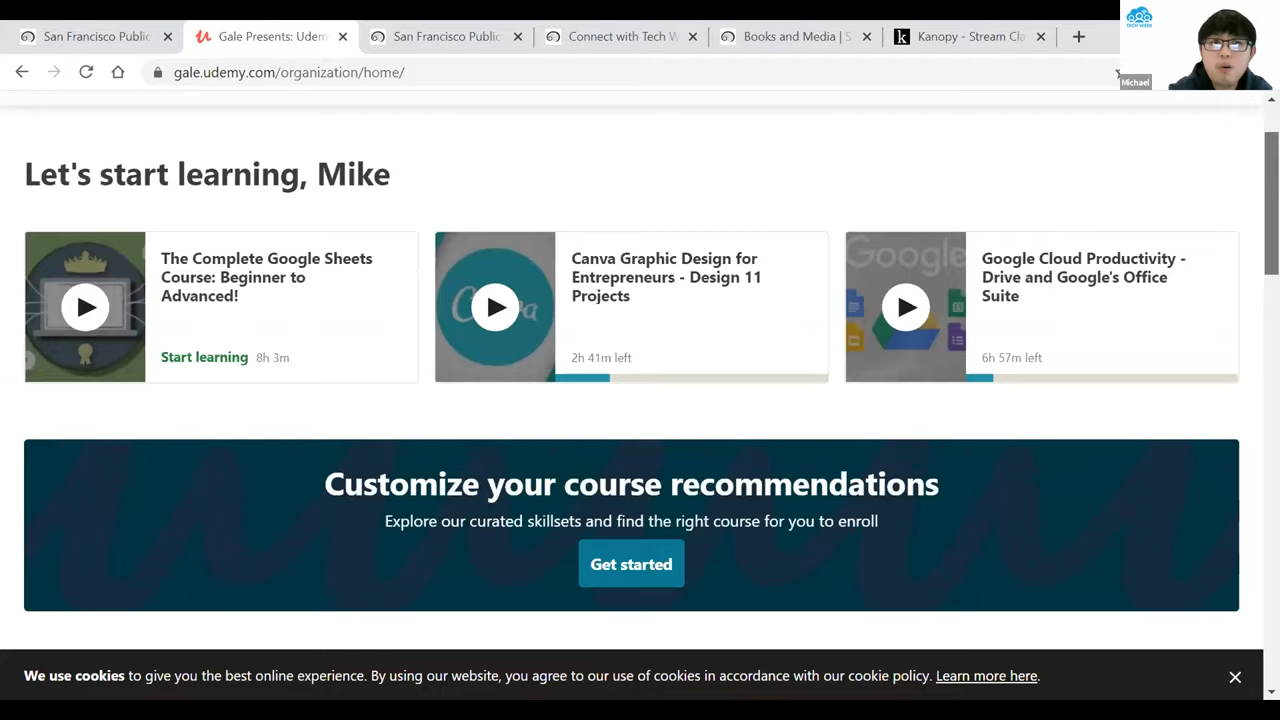 San Francisco Public
Gale Presents: Udem
San Francisco Public
Connect with Tech W
Books and Media | S
Kanopy - Stream Cla
TECH WEEK
gale.udemy.com/organization/home/
Michael
Let's start learning, Mike
The Complete Google Sheets
Course: Beginner to
Advanced!
Start learning 8h 3m
Canva
Canva Graphic Design for
Entrepreneurs - Design 11
Projects
2h 41m left
Google
Google Cloud Productivity -
Drive and Google's Office
Suite
6h 57m left
Customize your course recommendations
Explore our curated skillsets and find the right course for you to enroll
Get started
We use cookies to give you the best online experience. By using our website, you agree to our use of cookies in accordance with our cookie policy. Learn more here.